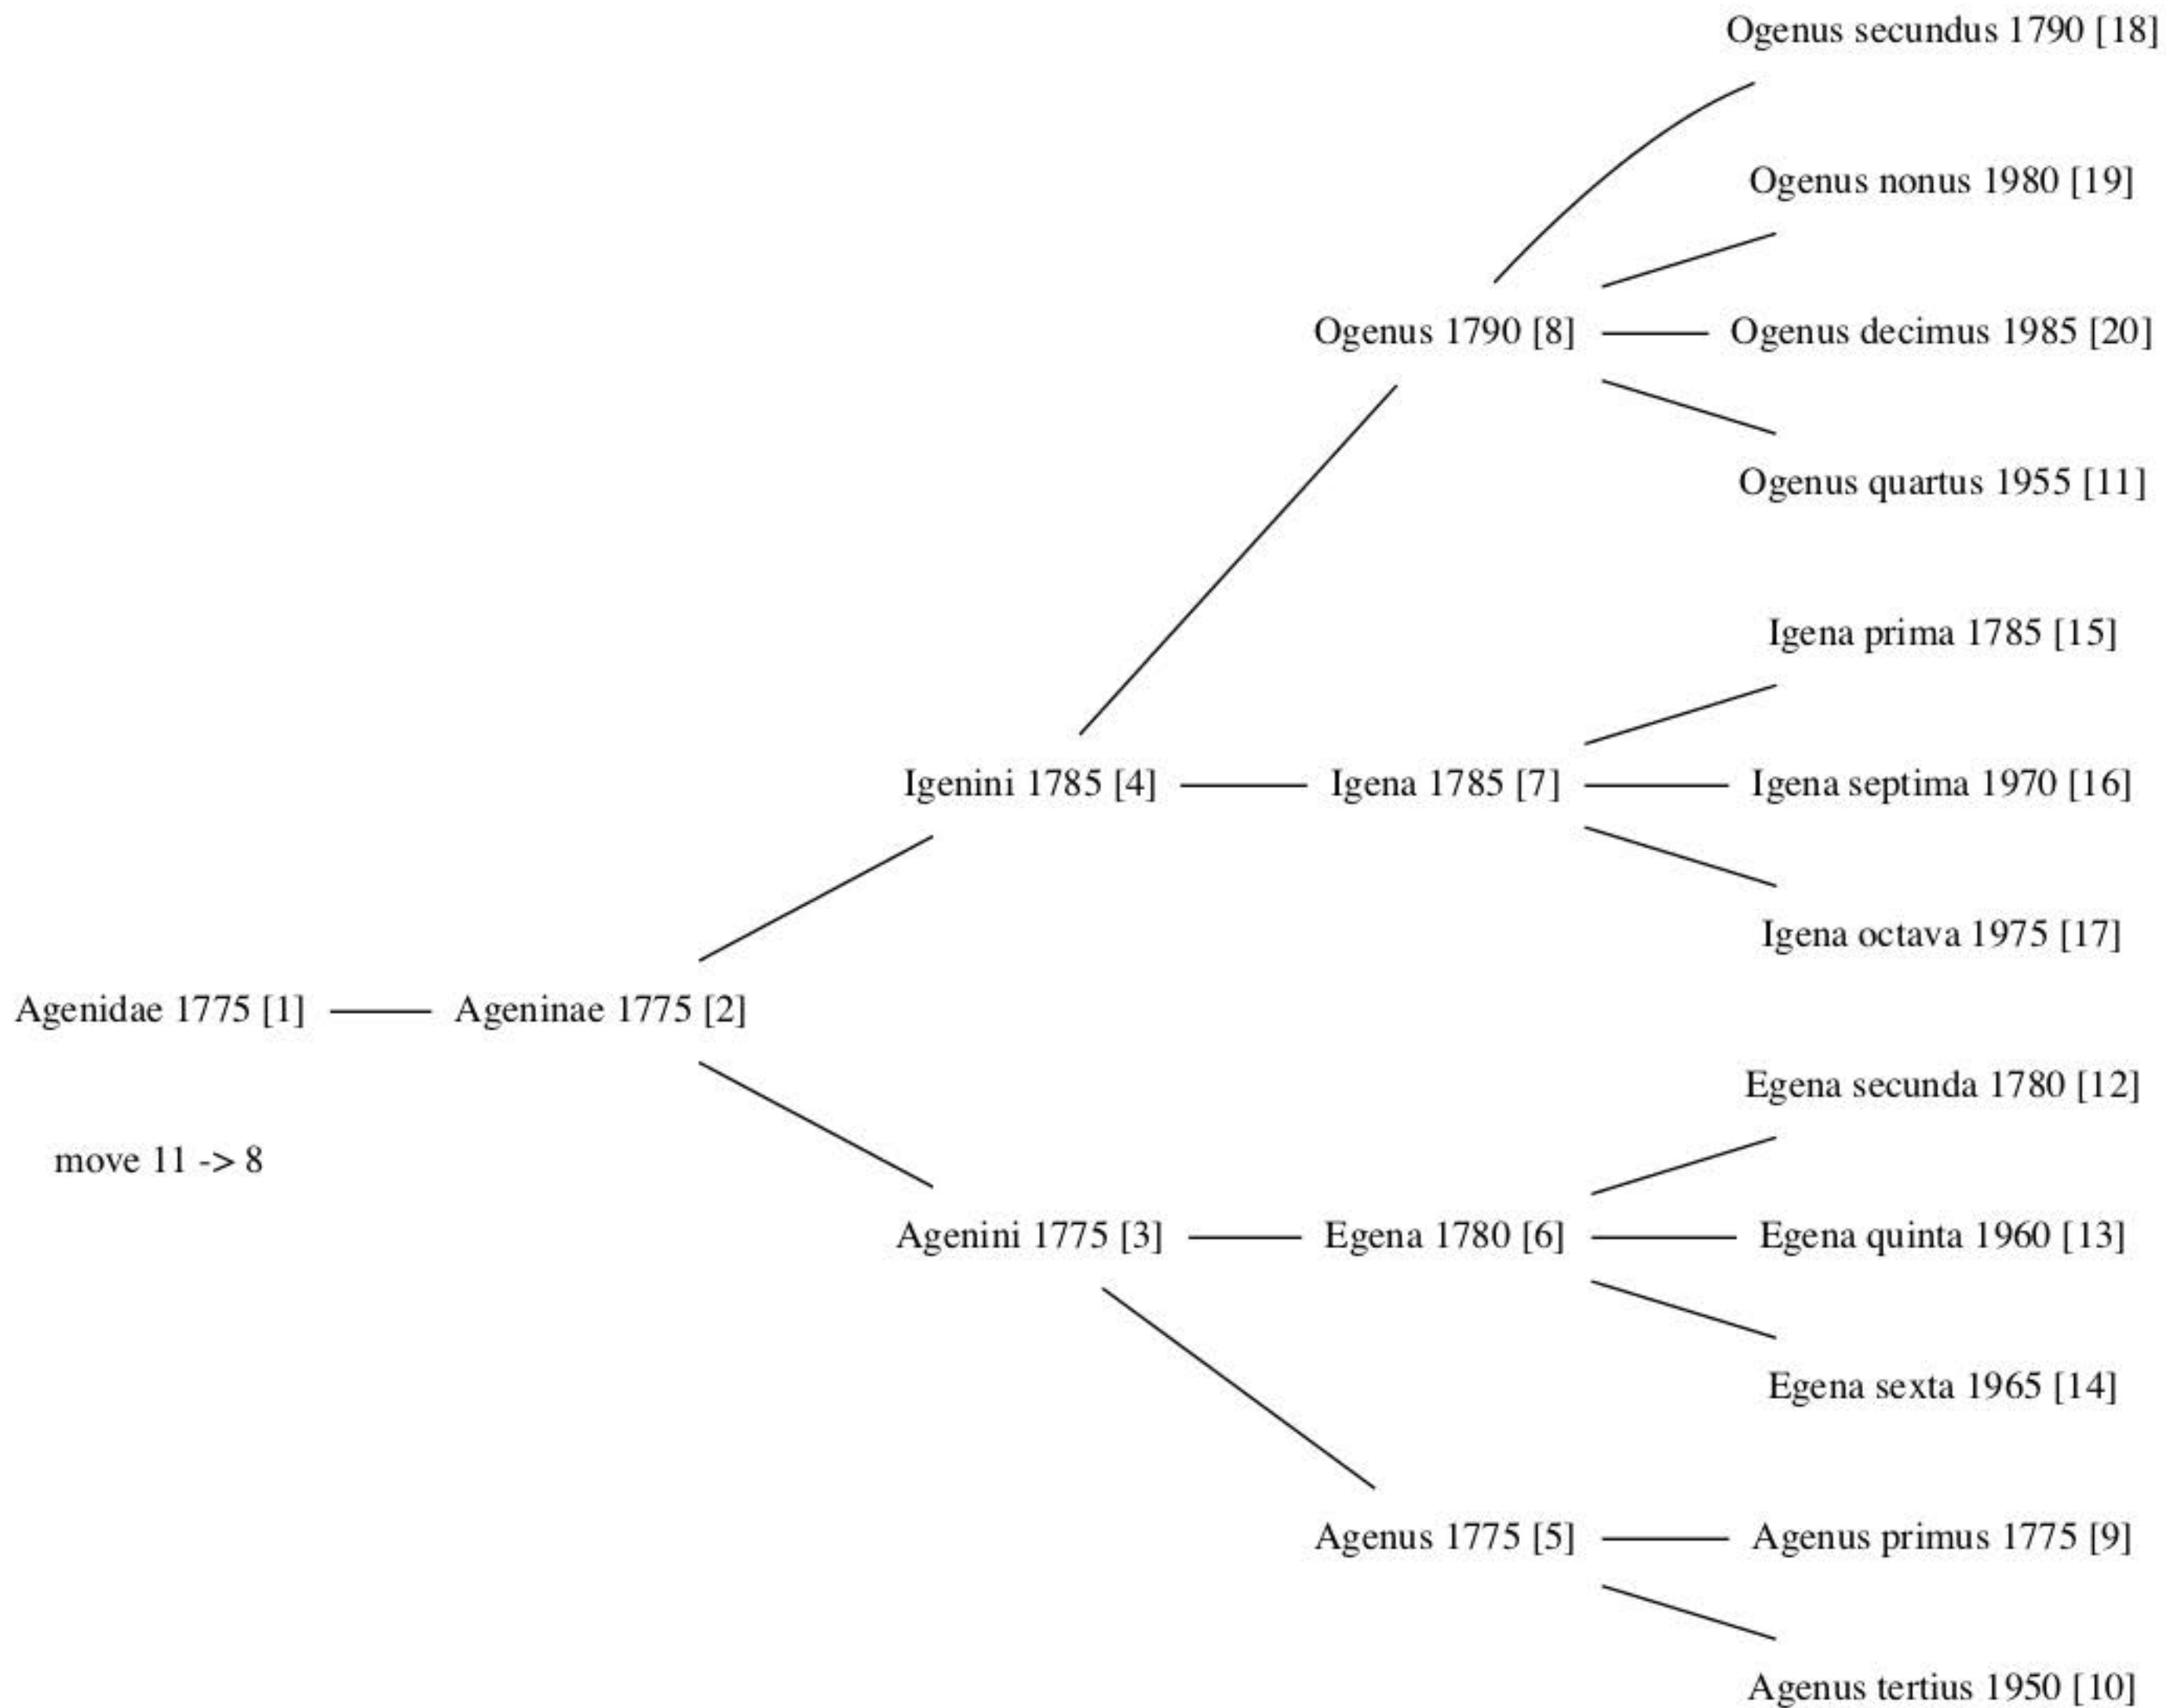 Ogenus secundus 1790 [18]
Ogenus nonus 1980 [19]
Ogenus 1790 [8]
Ogenus decimus 1985 [20]
Ogenus quartus 1955 [11]
Igena prima 1785 [15]
Igenini 1785 [4]
Igena 1785 [7]
Igena septima 1970 [16]
Igena octava 1975 [17]
Agenidae 1775 [1]
Ageninae 1775 [2]
Egena secunda 1780 [12]
move 11 -> 8
Agenini 1775 [3]
Egena 1780 [6]
Egena quinta 1960 [13]
Egena sexta 1965 [14]
Agenus 1775 [5]
Agenus primus 1775 [9]
Agenus tertius 1950 [10]